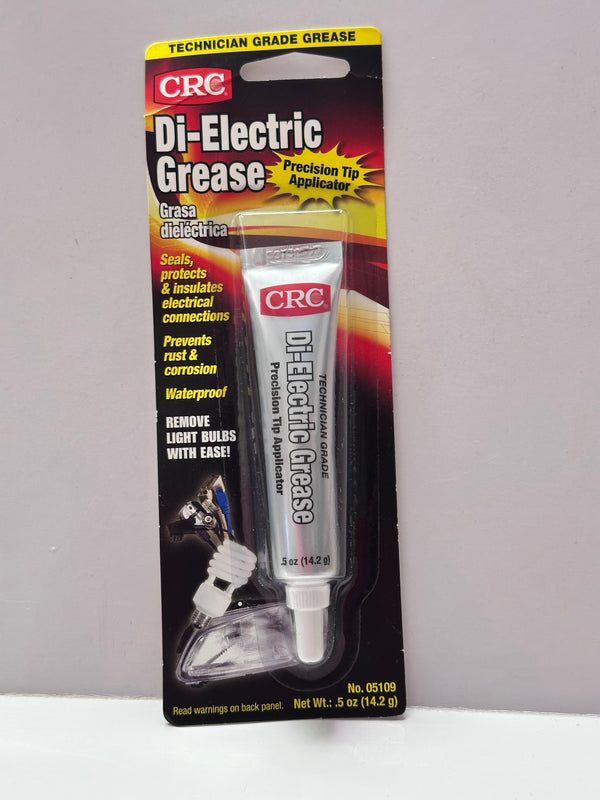 TECHNICIAN GRADE GREASE
CRC
Di-Electric
Grease
Precision Tip
Applicator
Grasa
dieléctrica
Seals,
protects
& insulates
electrical
connections
Prevents
rust &
corrosion
Waterproof
REMOVE
LIGHT BULBS
WITH EASE!
CRC
TECHNICIAN GRADE
Di-Electric Grease
Precision Tip Applicator
.5 oz (14.2 g)
No. 05109
Read warnings on back panel.
Net Wt.: .5 oz (14.2 g)